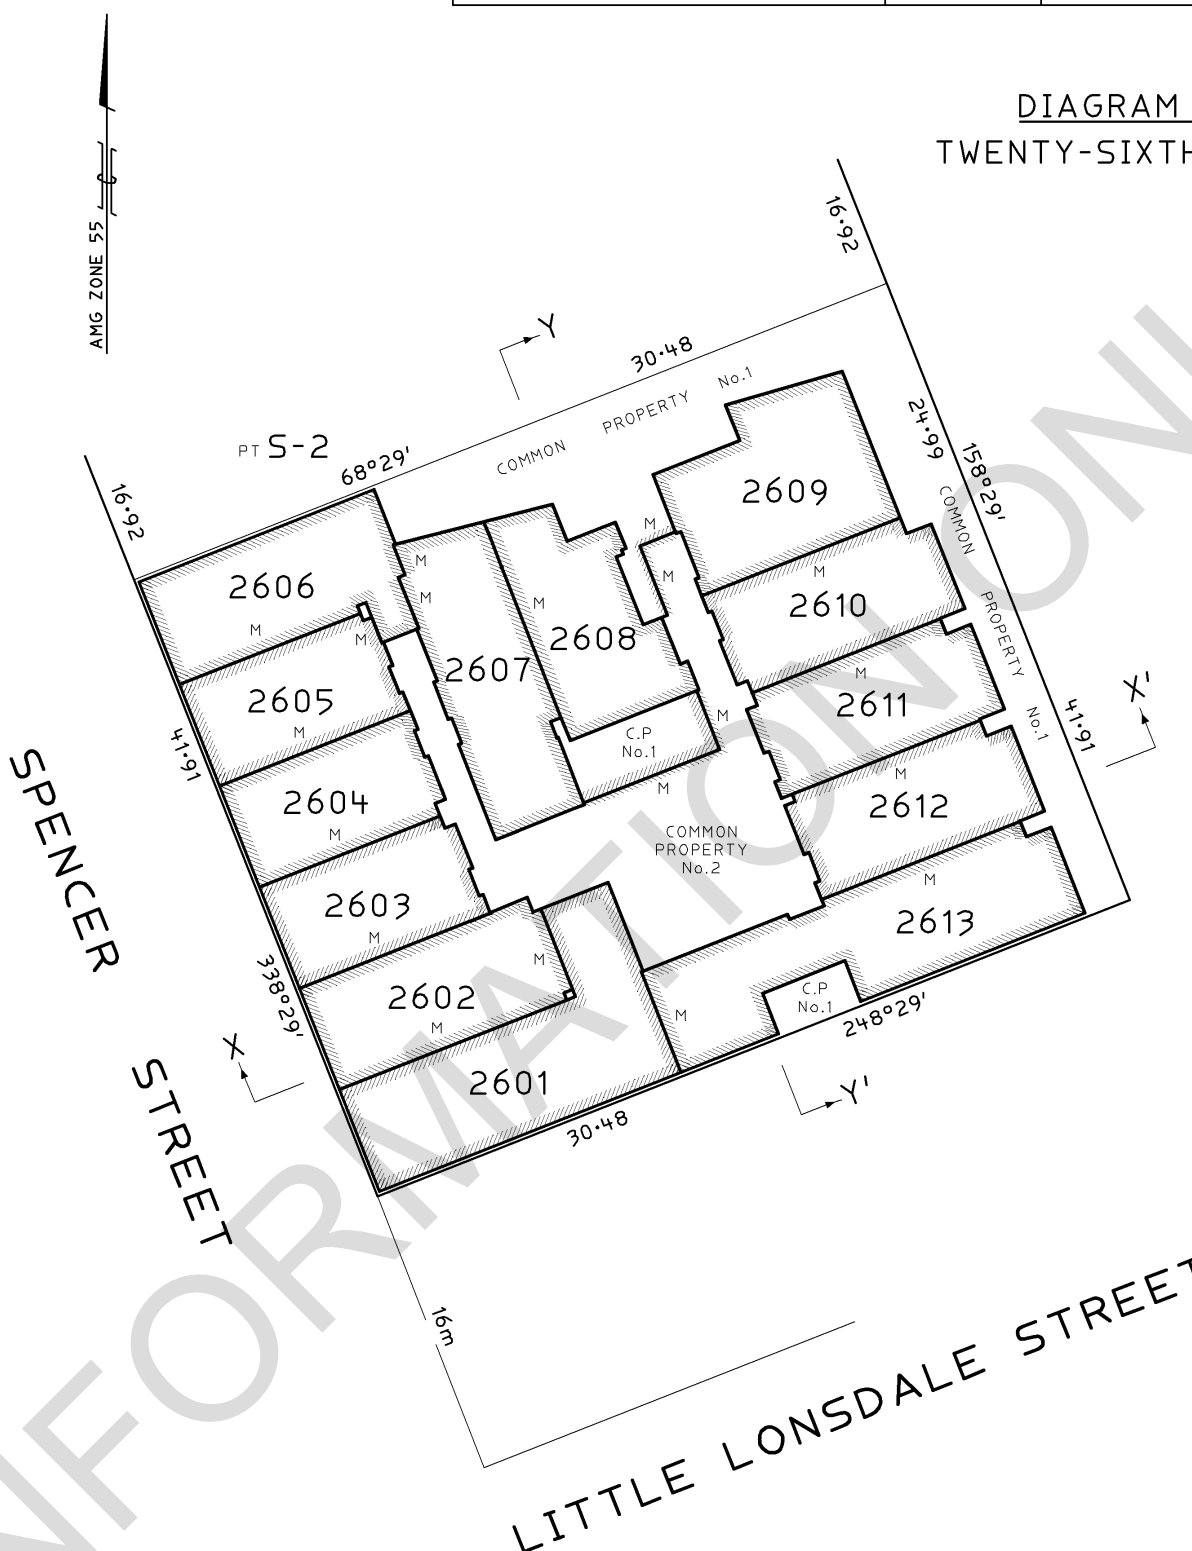 DIAGRAM
TWENTY-SIXTH
AMG ZONE 55
16·92
Y
30·48
No.1
PROPERTY
COMMON
PT S-2
68°29'
16·92
24·99
158°29'
2609
COMMON
PROPERTY
No.1
M
M
M
M
M
M
2606
M
M
2610
2608
2607
2605
M
M
2611
M
X'
41·91
41·91
C.P
No.1
M
M
M
2604
M
2612
COMMON
PROPERTY
No.2
SPENCER
STREET
2603
M
M
2613
M
338°29'
2602
M
C.P
No.1
M
248°29'
X
2601
Y'
30·48
16m
LITTLE LONSDALE STREET
INFORMATION ONL